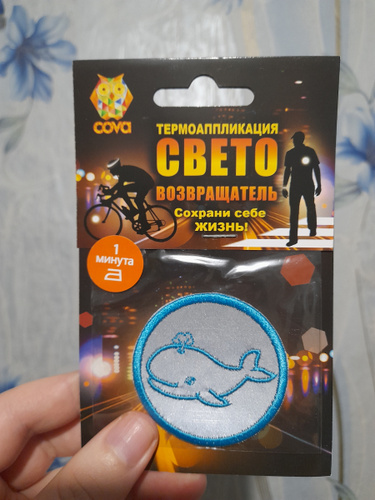 cova
ТЕРМОАППЛИКАЦИЯ
СВЕТО
ВОЗВРАЩАТЕЛЬ
Сохрани себе
ЖИЗНЬ!
1
минута